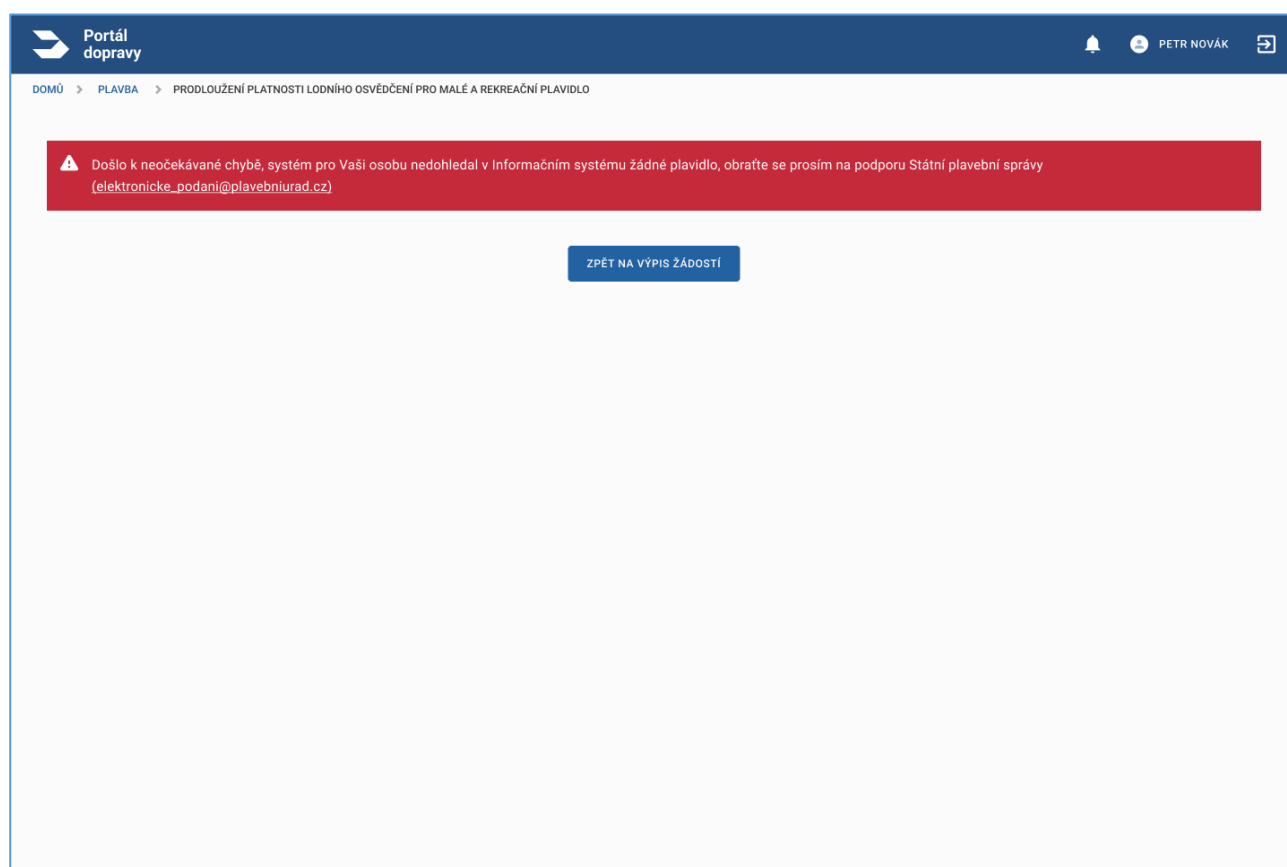 Portál
dopravy
PETR NOVÁK
DOMŮ > PLAVBA > PRODLOUŽENÍ PLATNOSTI LODNÍHO OSVĚDČENÍ PRO MALÉ A REKREAČNÍ PLAVIDLO
Došlo k neočekávané chybě, systém pro Vaši osobu nedohledal v Informačním systému žádné plavidlo, obraťte se prosím na podporu Státní plavební správy
(elektronicke_podani@plavebniurad.cz)
ZPĚT NA VÝPIS ŽÁDOSTÍ